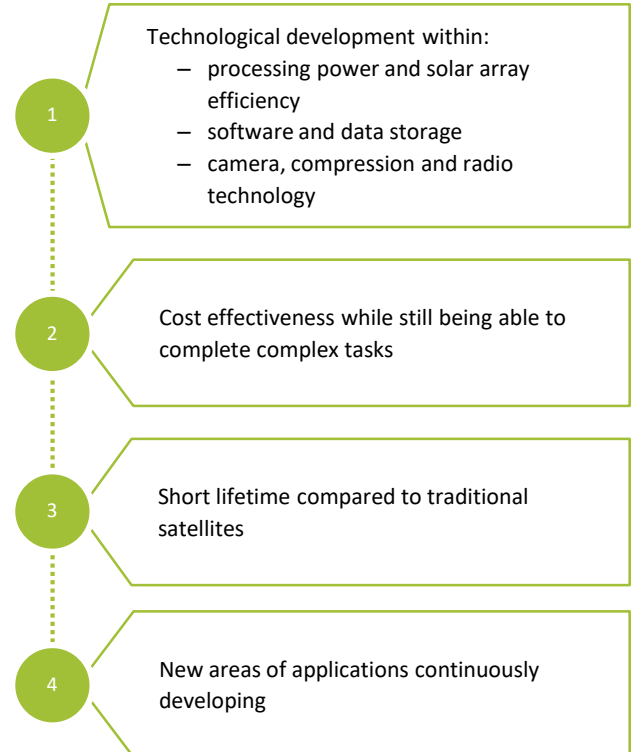 1
Technological development within:
– processing power and solar array
efficiency
– software and data storage
– camera, compression and radio
technology
2
Cost effectiveness while still being able to
complete complex tasks
3
Short lifetime compared to traditional
satellites
4
New areas of applications continuously
developing